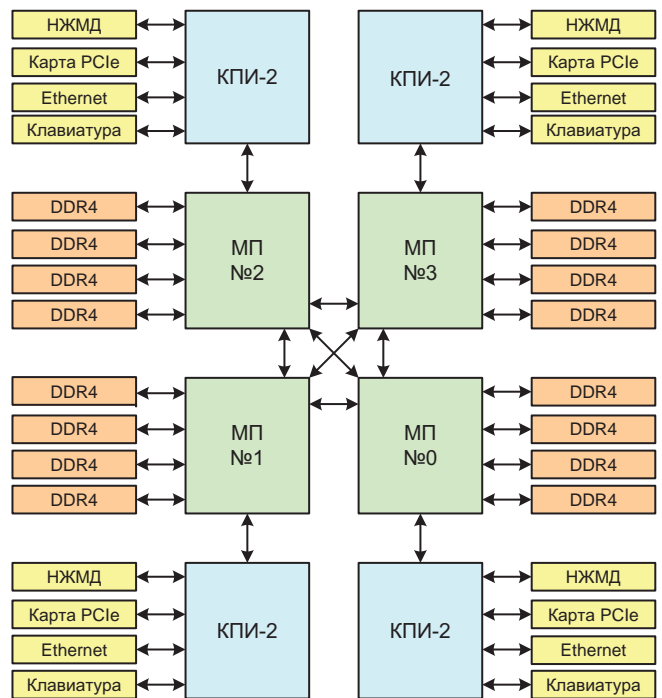 НЖМД
Карта PCIe
Ethernet
Клавиатура
КПИ-2
КПИ-2
НЖМД
Карта PCIe
Ethernet
Клавиатура
DDR4
DDR4
DDR4
DDR4
МП
№2
МП
№3
DDR4
DDR4
DDR4
DDR4
DDR4
DDR4
DDR4
DDR4
МП
№1
МП
№0
DDR4
DDR4
DDR4
DDR4
НЖМД
Карта PCIe
Ethernet
Клавиатура
КПИ-2
КПИ-2
НЖМД
Карта PCIe
Ethernet
Клавиатура